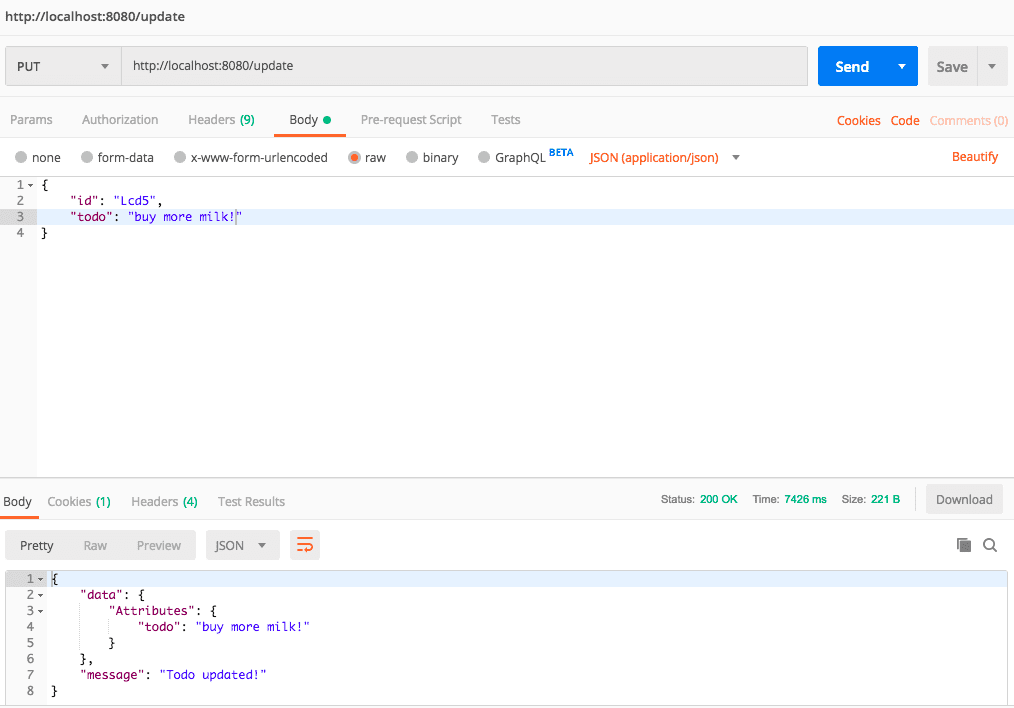 http://localhost:8080/update
PUT http://localhost:8080/update Send Save
Params Authorization Headers (9) Body Pre-request Script Tests Cookies Code Comments (0)
none form-data x-www-form-urlencoded raw binary GraphQL BETA JSON (application/json) Beautify
1 {
2 "id": "Lcd5",
3 "todo": "buy more milk!"
4 }
Body Cookies (1) Headers (4) Test Results Status: 200 OK Time: 7426 ms Size: 221 B Download
Pretty Raw Preview JSON
1 {
2 "data": {
3 "Attributes": {
4 "todo": "buy more milk!"
5 }
6 },
7 "message": "Todo updated!"
8 }